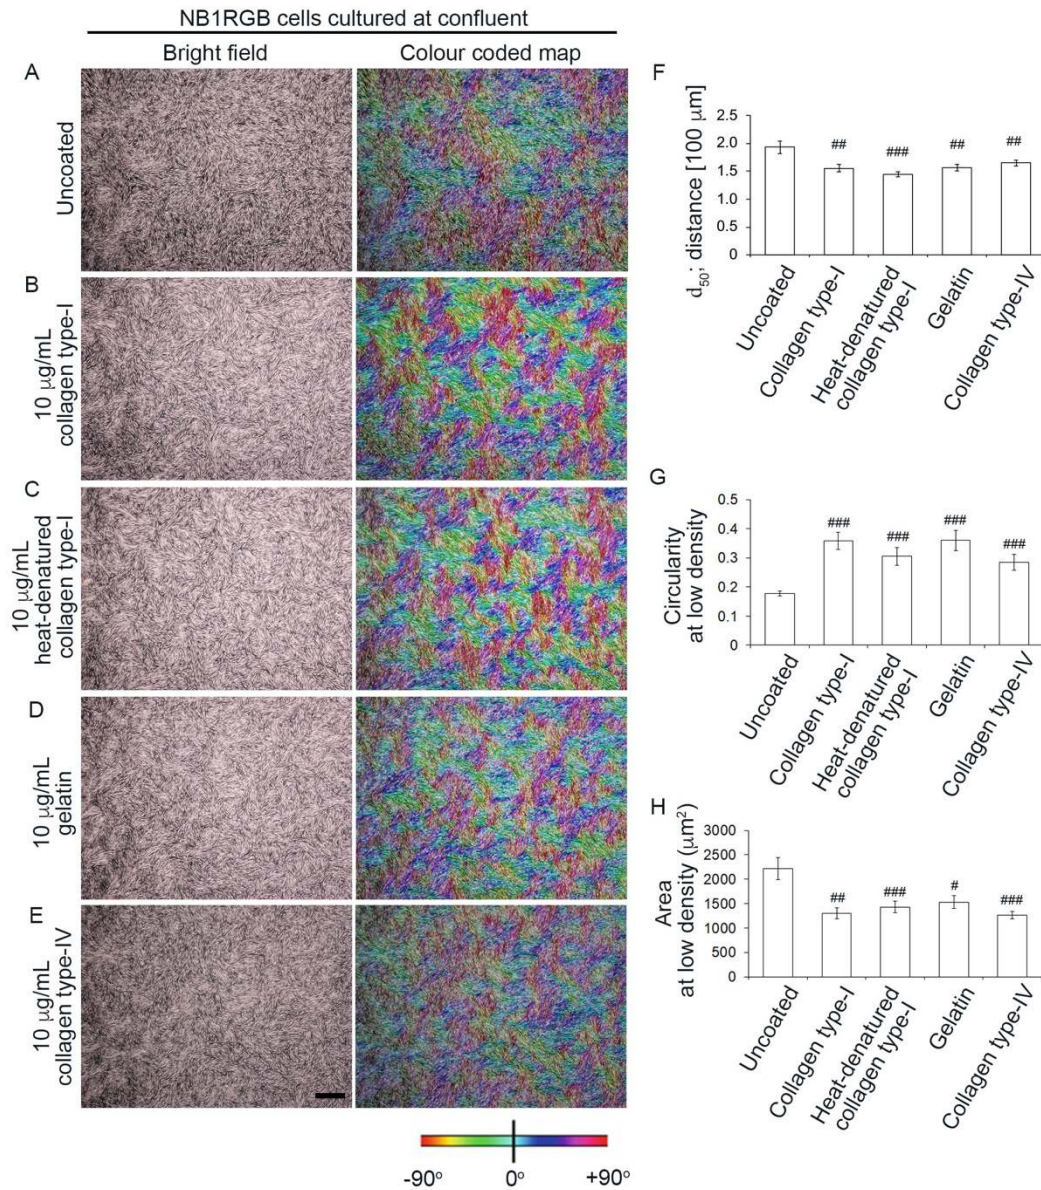 NB1RGB cells cultured at confluent
Bright field
Colour coded map
A
Uncoated
B
10 μg/mL
collagen type-I
C
10 μg/mL
heat-denatured
collagen type-I
D
10 μg/mL
gelatin
E
10 μg/mL
collagen type-IV
-90°
0°
+90°
F
d50; distance [100 μm]
2.5
2.0
1.5
1.0
0.5
0
##
###
##
##
Uncoated
Collagen type-I
Heat-denatured
collagen type-I
Gelatin
Collagen type-IV
G
Circularity
at low density
0.5
0.4
0.3
0.2
0.1
0
###
###
###
###
Uncoated
Collagen type-I
Heat-denatured
collagen type-I
Gelatin
Collagen type-IV
H
Area
at low density (μm²)
3000
2500
2000
1500
1000
500
0
##
###
#
###
Uncoated
Collagen type-I
Heat-denatured
collagen type-I
Gelatin
Collagen type-IV